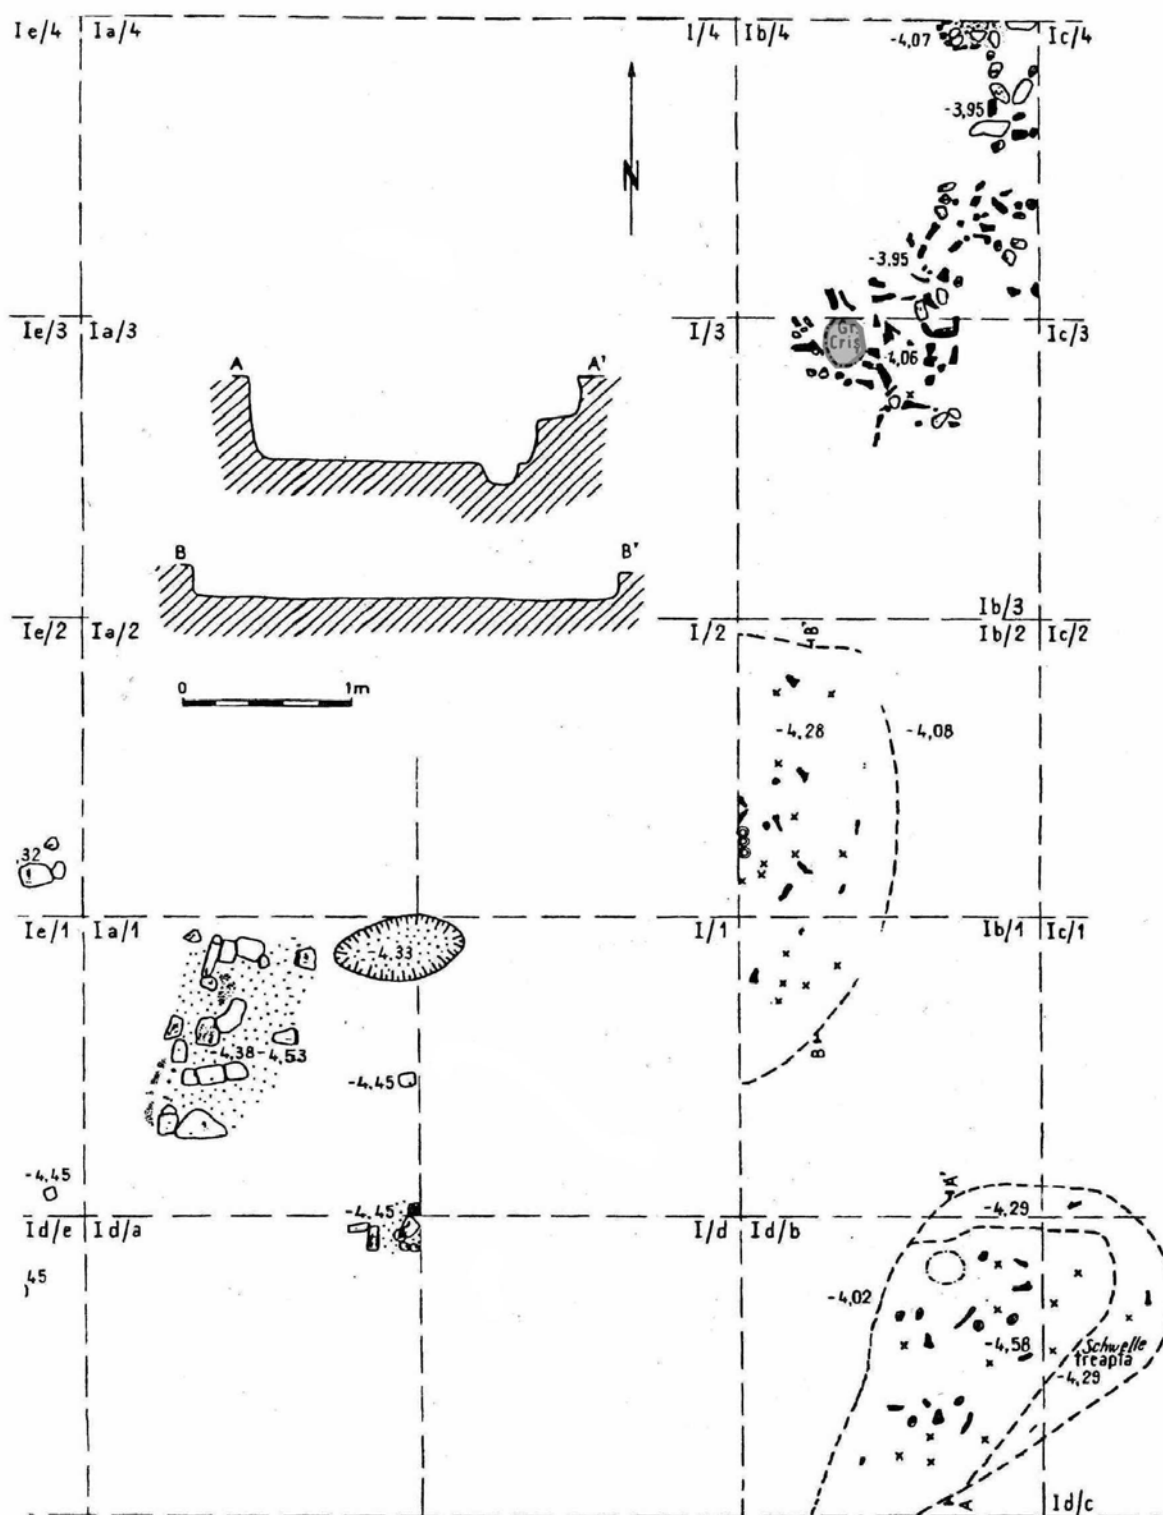 Ie/4 Ia/4 I/4 Ib/4 Ic/4
-4,07
-3,95
N
-3,95
Ie/3 Ia/3 I/3 Ic/3
Gr.
Criş
-4,06
A A'
B B'
Ib/3
Ie/2 Ia/2 I/2 Ib/2 Ic/2
B'
0 1m
-4,28 -4,08
,32
Ie/1 Ia/1 I/1 Ib/1 Ic/1
-4,33
-4,38 -4,53
B
-4,45
-4,45
A'
-4,45
-4,29
Id/e Id/a I/d Id/b
,45
-4,02
-4,58
Schwelle
treapta
-4,29
A
Id/c